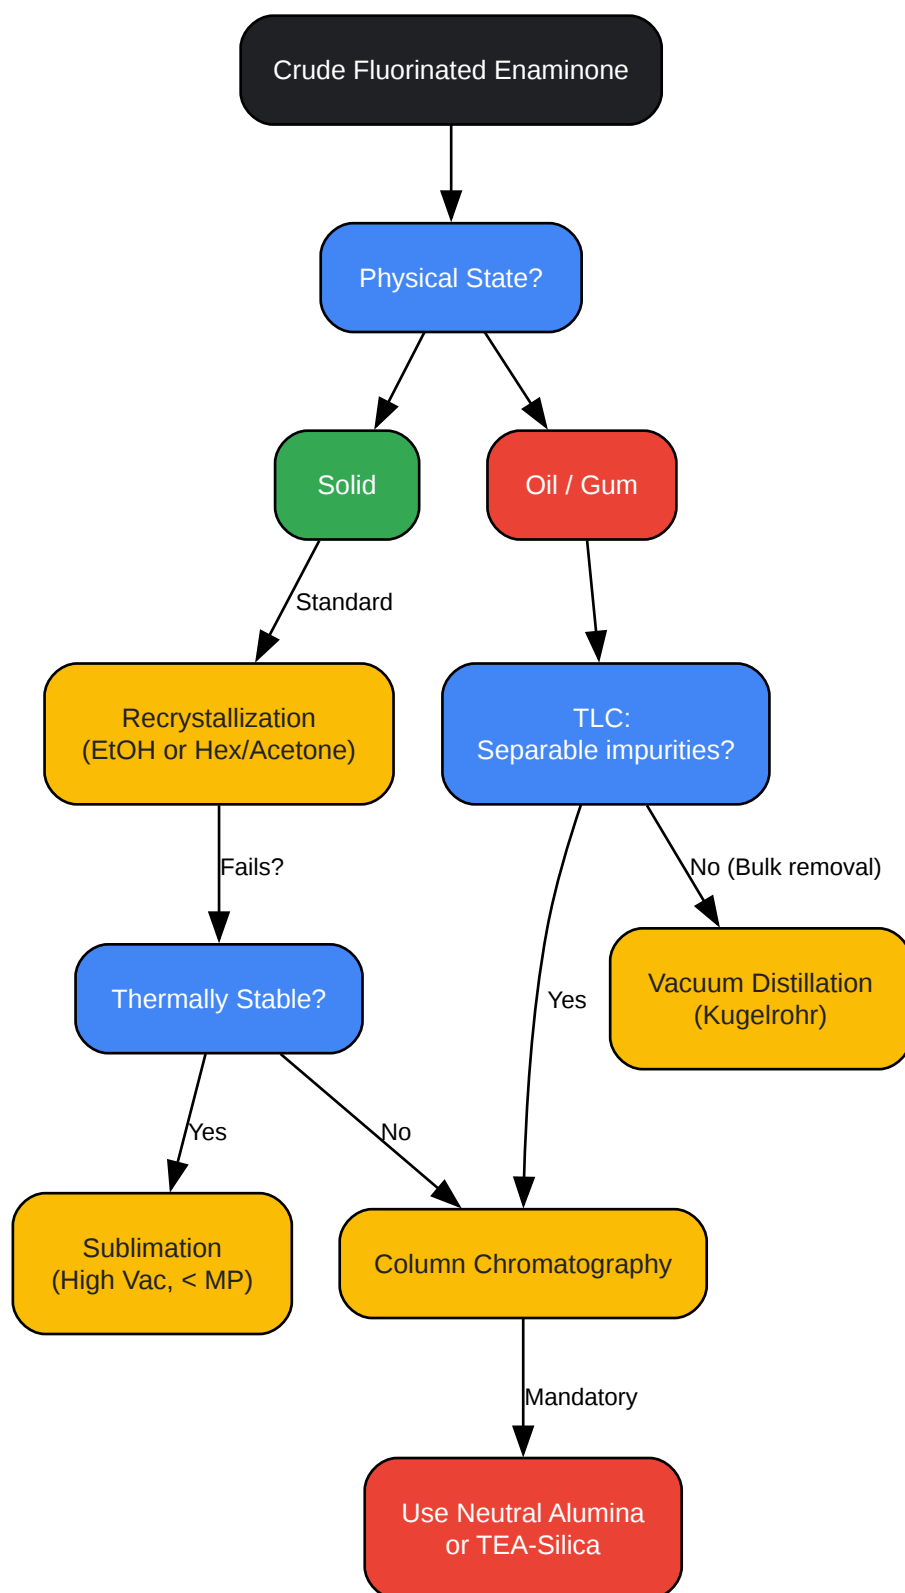 Crude Fluorinated Enaminone
Physical State?
Solid
Oil / Gum
Standard
Recrystallization
(EtOH or Hex/Acetone)
TLC:
Separable impurities?
Fails?
No (Bulk removal)
Thermally Stable?
Vacuum Distillation
(Kugelrohr)
Yes
Yes
No
Sublimation
(High Vac, < MP)
Column Chromatography
Mandatory
Use Neutral Alumina
or TEA-Silica